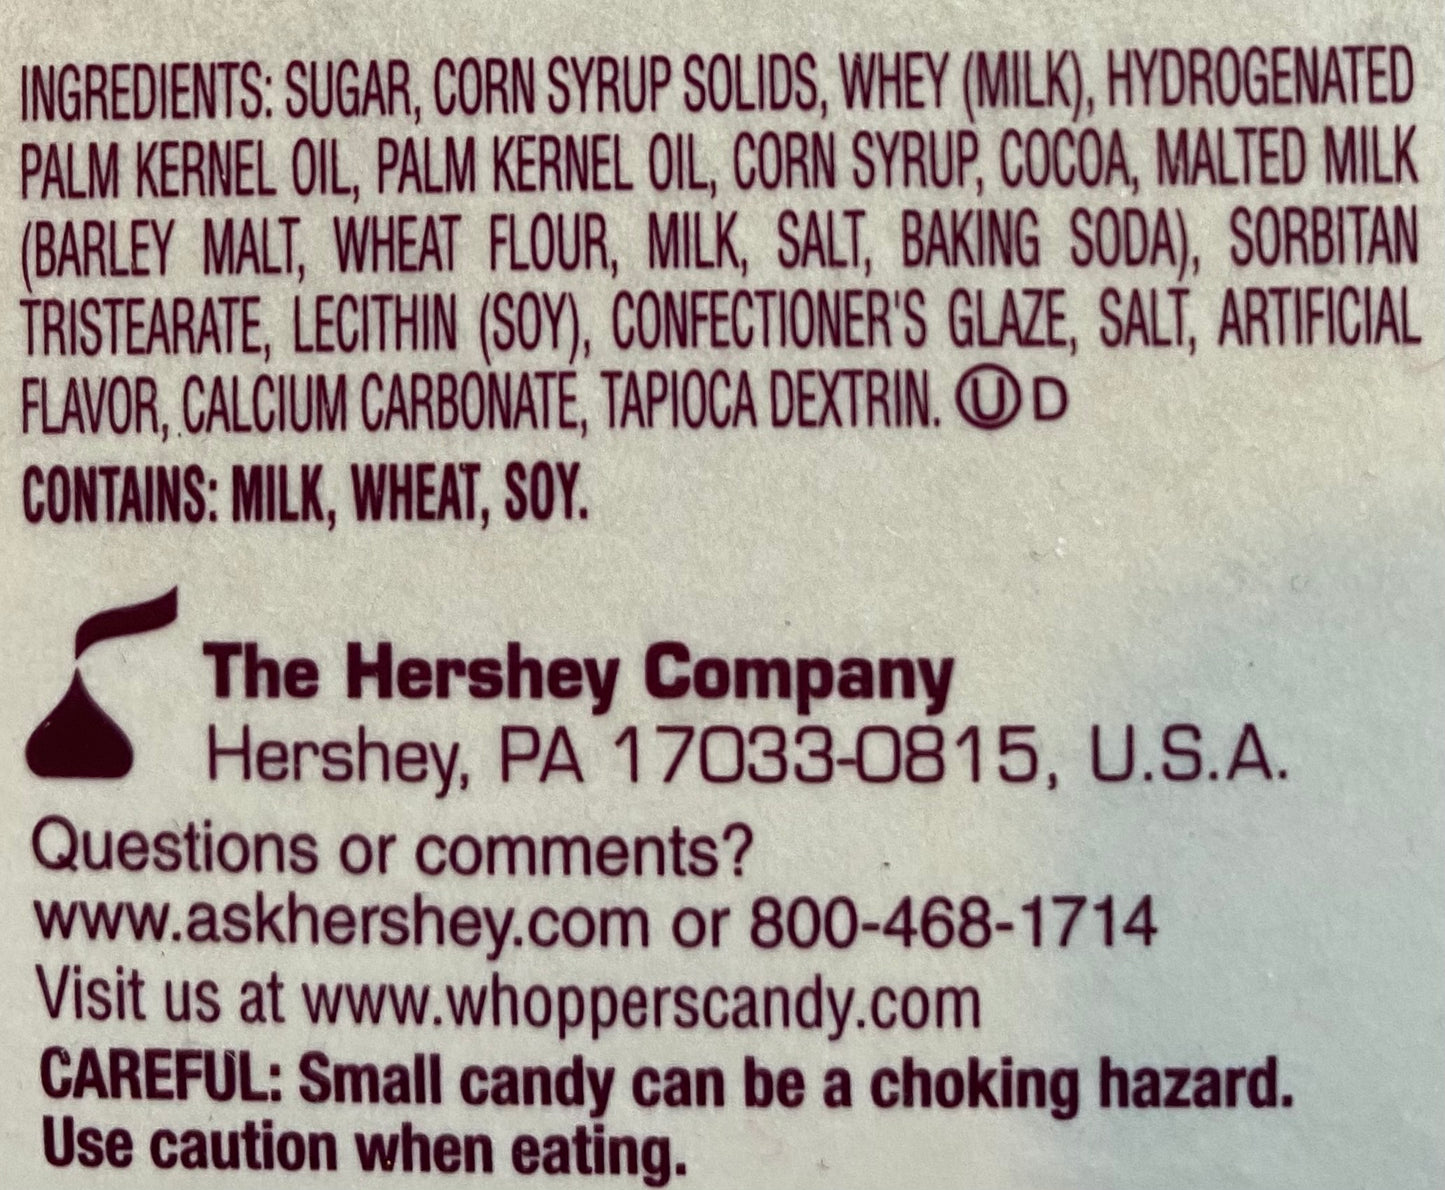 INGREDIENTS: SUGAR, CORN SYRUP SOLIDS, WHEY (MILK), HYDROGENATED
PALM KERNEL OIL, PALM KERNEL OIL, CORN SYRUP, COCOA, MALTED MILK
(BARLEY MALT, WHEAT FLOUR, MILK, SALT, BAKING SODA), SORBITAN
TRISTEARATE, LECITHIN (SOY), CONFECTIONER'S GLAZE, SALT, ARTIFICIAL
FLAVOR, CALCIUM CARBONATE, TAPIOCA DEXTRIN. Ⓤ D
CONTAINS: MILK, WHEAT, SOY.
The Hershey Company
Hershey, PA 17033-0815, U.S.A.
Questions or comments?
www.askhershey.com or 800-468-1714
Visit us at www.whopperscandy.com
CAREFUL: Small candy can be a choking hazard.
Use caution when eating.